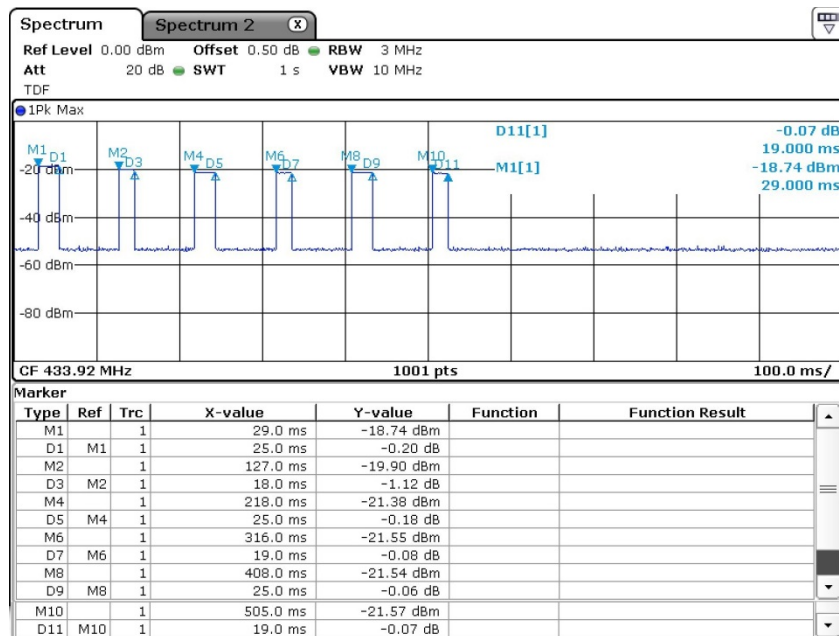 Spectrum Spectrum 2 X
Ref Level 0.00 dBm Offset 0.50 dB RBW 3 MHz
Att 20 dB SWT 1 s VBW 10 MHz
TDF
1Pk Max
D11[1] -0.07 dB
19.000 ms
M1[1] -18.74 dBm
29.000 ms
M1 D1 M2 D3 M4 D5 M6 D7 M8 D9 M10 D11
-20 dBm
-40 dBm
-60 dBm
-80 dBm
CF 433.92 MHz 1001 pts 100.0 ms/
Marker
Type Ref Trc X-value Y-value Function Function Result
M1 1 29.0 ms -18.74 dBm
D1 M1 1 25.0 ms -0.20 dB
M2 1 127.0 ms -19.90 dBm
D3 M2 1 18.0 ms -1.12 dB
M4 1 218.0 ms -21.38 dBm
D5 M4 1 25.0 ms -0.18 dB
M6 1 316.0 ms -21.55 dBm
D7 M6 1 19.0 ms -0.08 dB
M8 1 408.0 ms -21.54 dBm
D9 M8 1 25.0 ms -0.06 dB
M10 1 505.0 ms -21.57 dBm
D11 M10 1 19.0 ms -0.07 dB